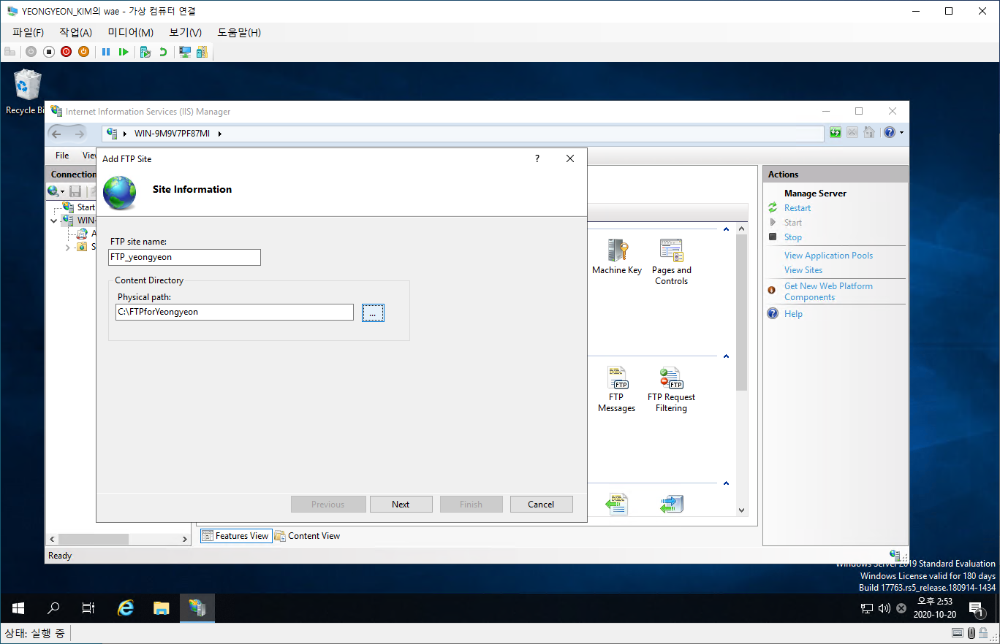 YEONGYEON_KIM의 wae - 가상 컴퓨터 연결
파일(F) 작업(A) 미디어(M) 보기(V) 도움말(H)
Recycle Bi
Internet Information Services (IIS) Manager
WIN-9M9V7PF87MI
File Vie
Add FTP Site
?
Connection
Site Information
Start
WIN-
A
S
FTP site name:
FTP_yeongyeon
Content Directory
Physical path:
C:\FTPforYeongyeon
...
Previous Next Finish Cancel
Machine Key
Pages and
Controls
FTP
Messages
FTP Request
Filtering
Actions
Manage Server
Restart
Start
Stop
View Application Pools
View Sites
Get New Web Platform
Components
Help
Features View Content View
Ready
Windows Server 2019 Standard Evaluation
Windows License valid for 180 days
Build 17763.rs5_release.180914-1434
오후 2:53
2020-10-20
1
상태: 실행 중